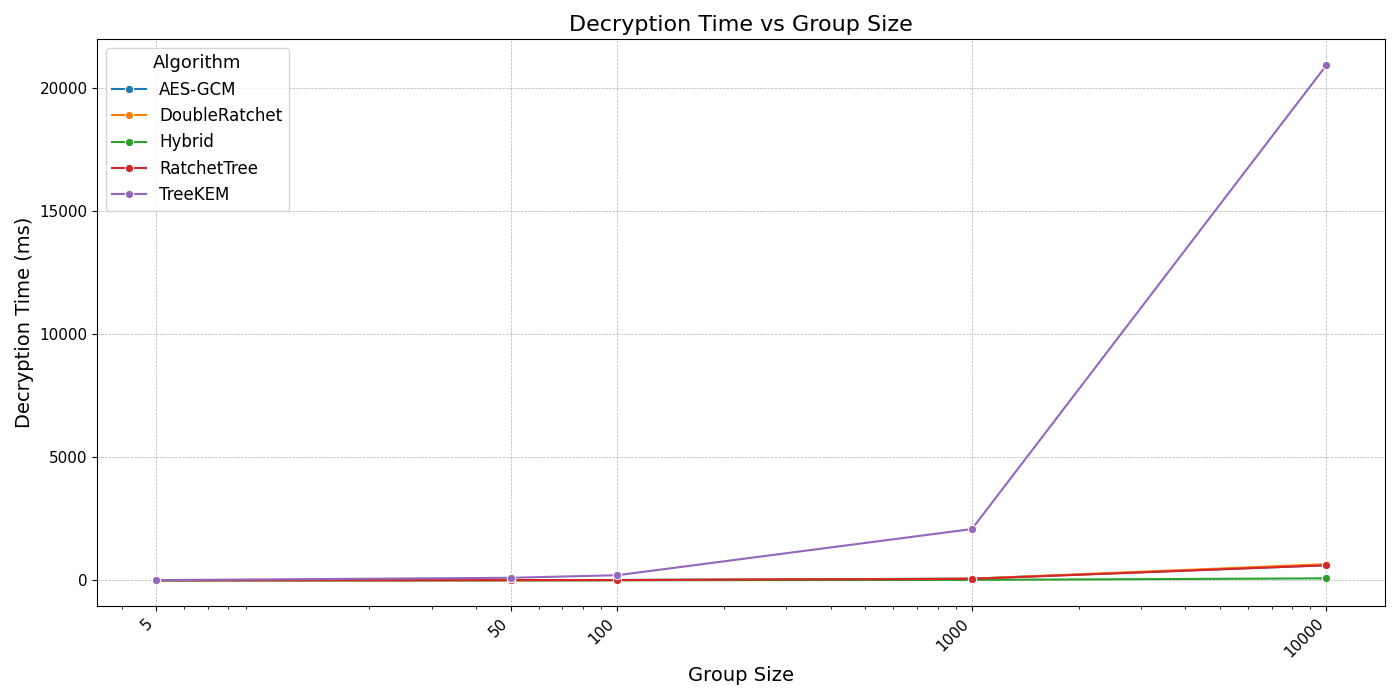 Decryption Time vs Group Size
Algorithm
AES-GCM
DoubleRatchet
Hybrid
RatchetTree
TreeKEM
Decryption Time (ms)
20000
15000
10000
5000
0
5
50
100
1000
10000
Group Size